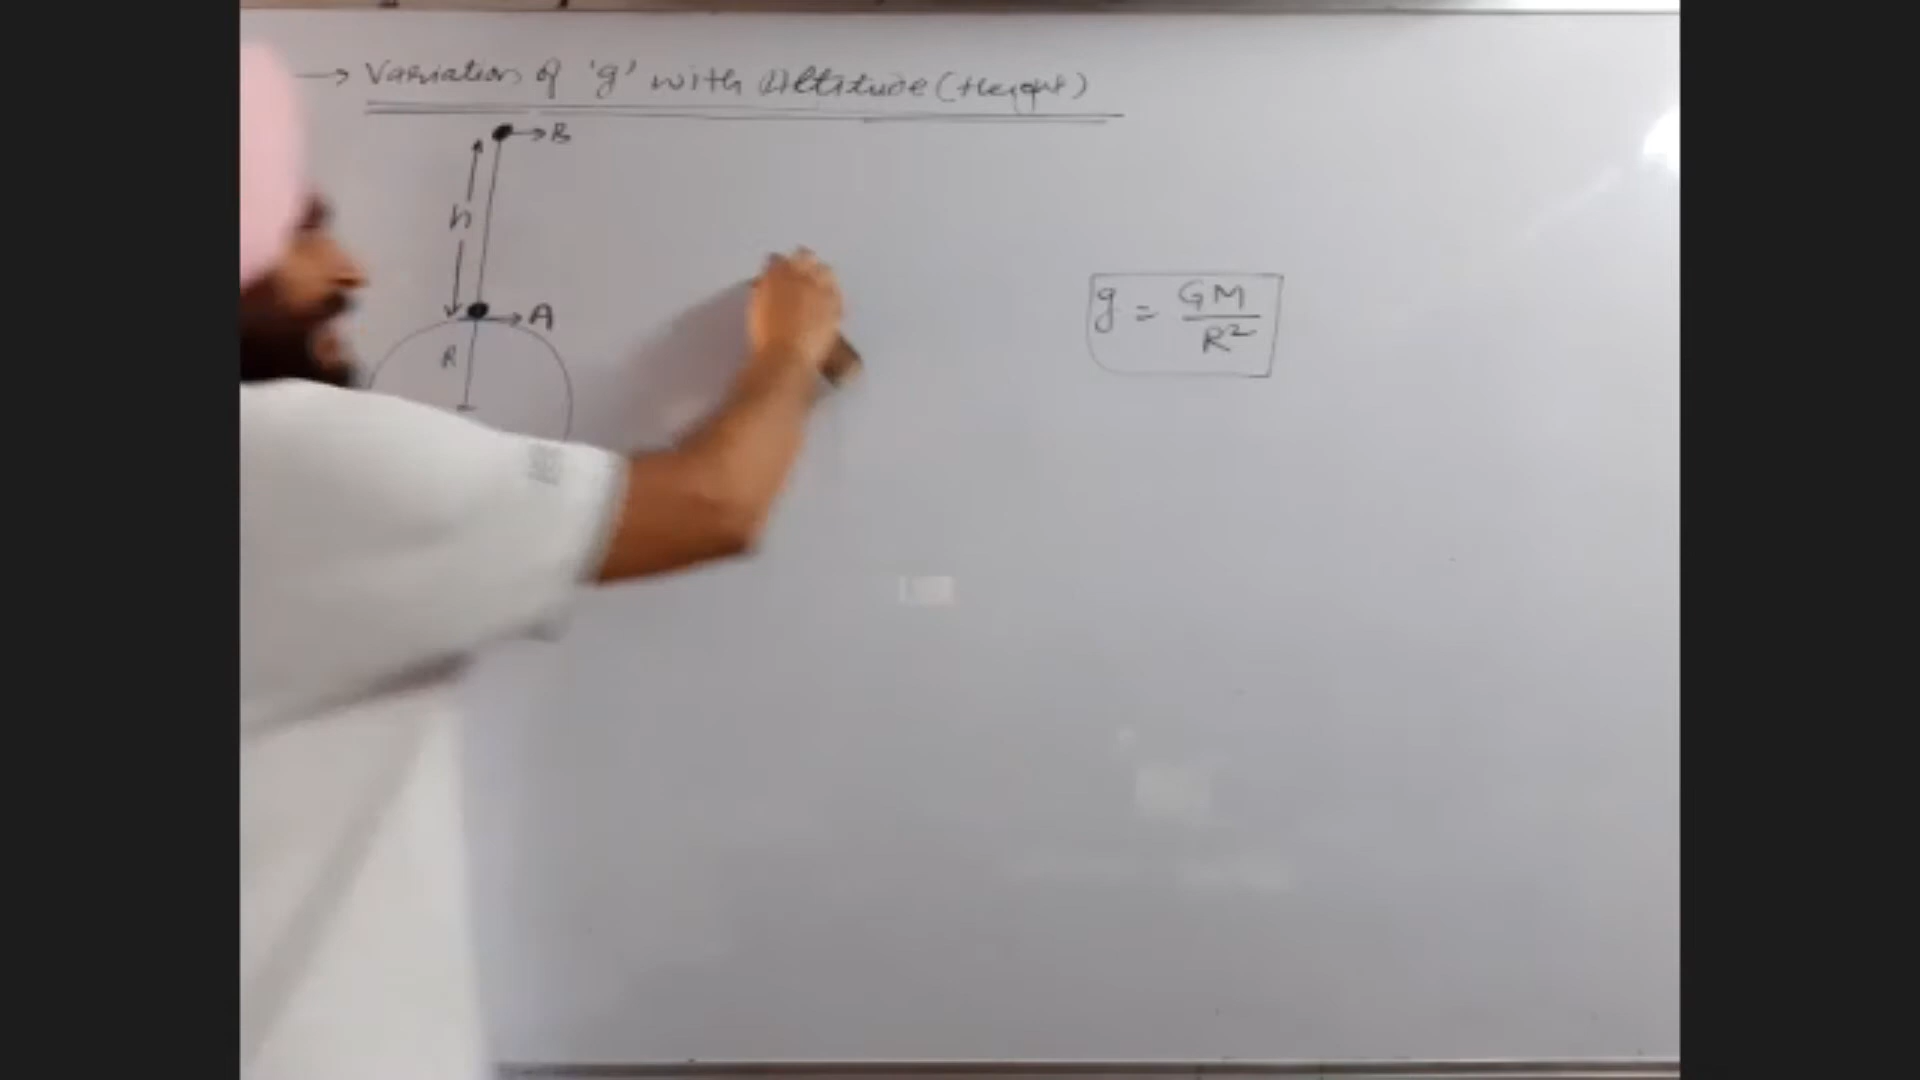 → Variation of 'g' with Altitude (Height)
→ B
h
→ A
R
g = GM / R²